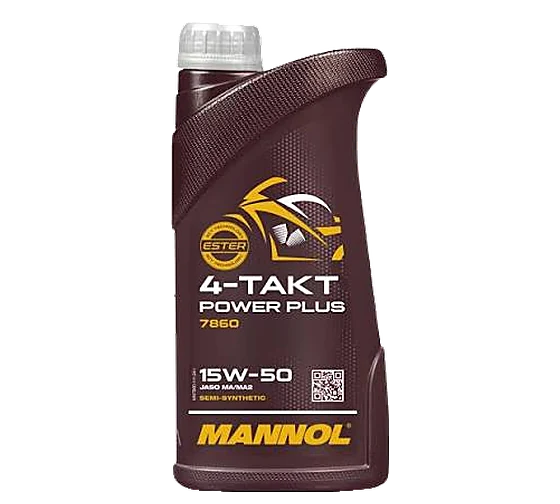 ESTER
4-TAKT
POWER PLUS
7860
15W-50
JASO MA/MA2
SEMI-SYNTHETIC
MANNOL